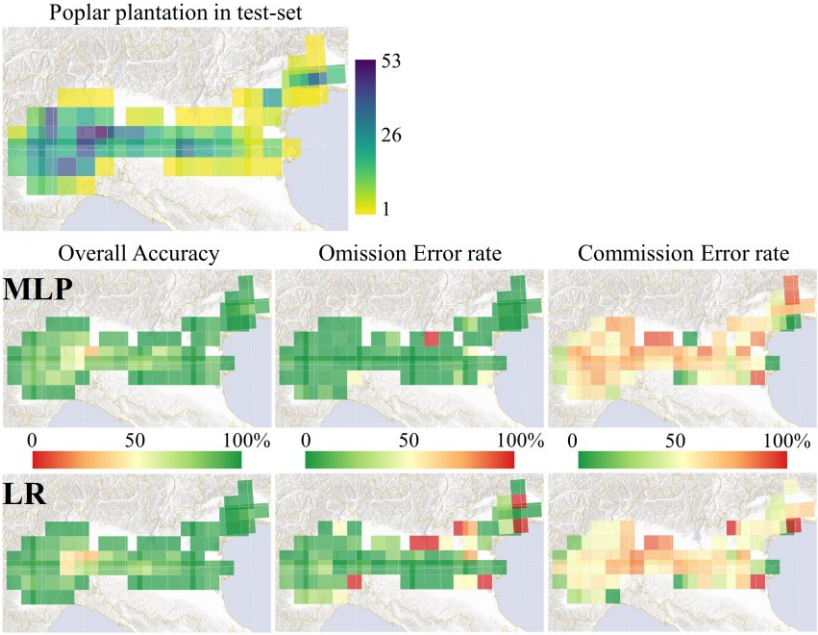 Poplar plantation in test-set
53
26
1
Overall Accuracy Omission Error rate Commission Error rate
MLP
0 50 100% 0 50 100% 0 50 100%
LR